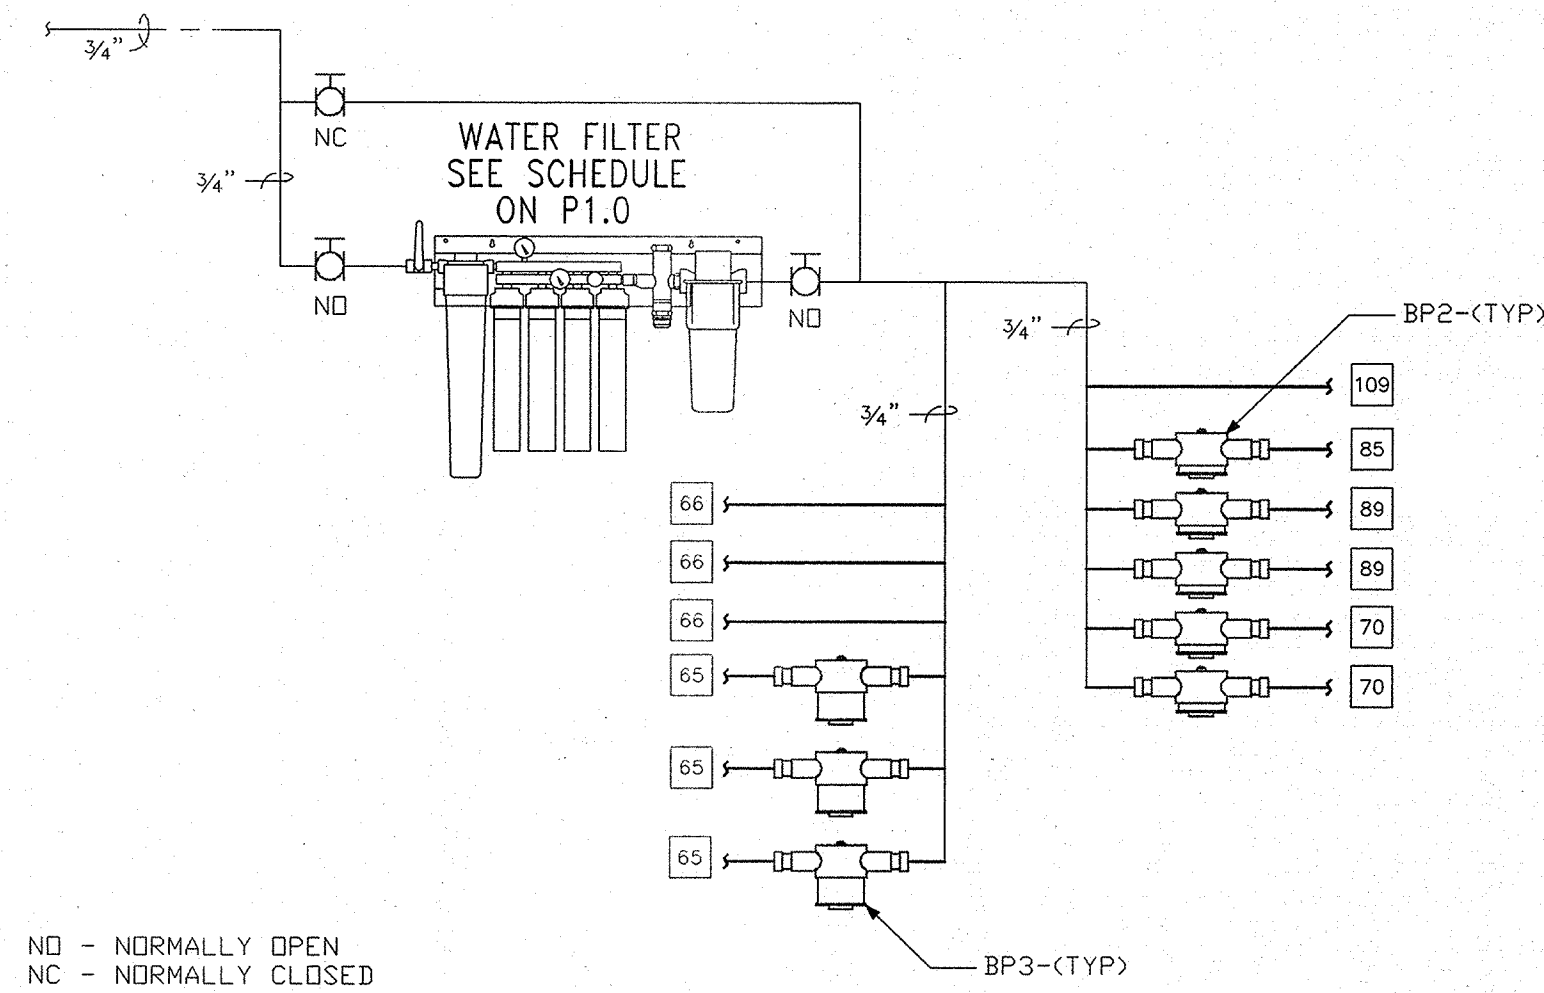 3/4"
NC
WATER FILTER
SEE SCHEDULE
ON P1.0
3/4"
NO
NO
3/4"
BP2-(TYP)
109
3/4"
85
66
89
66
89
66
70
65
70
65
65
BP3-(TYP)
NO - NORMALLY OPEN
NC - NORMALLY CLOSED